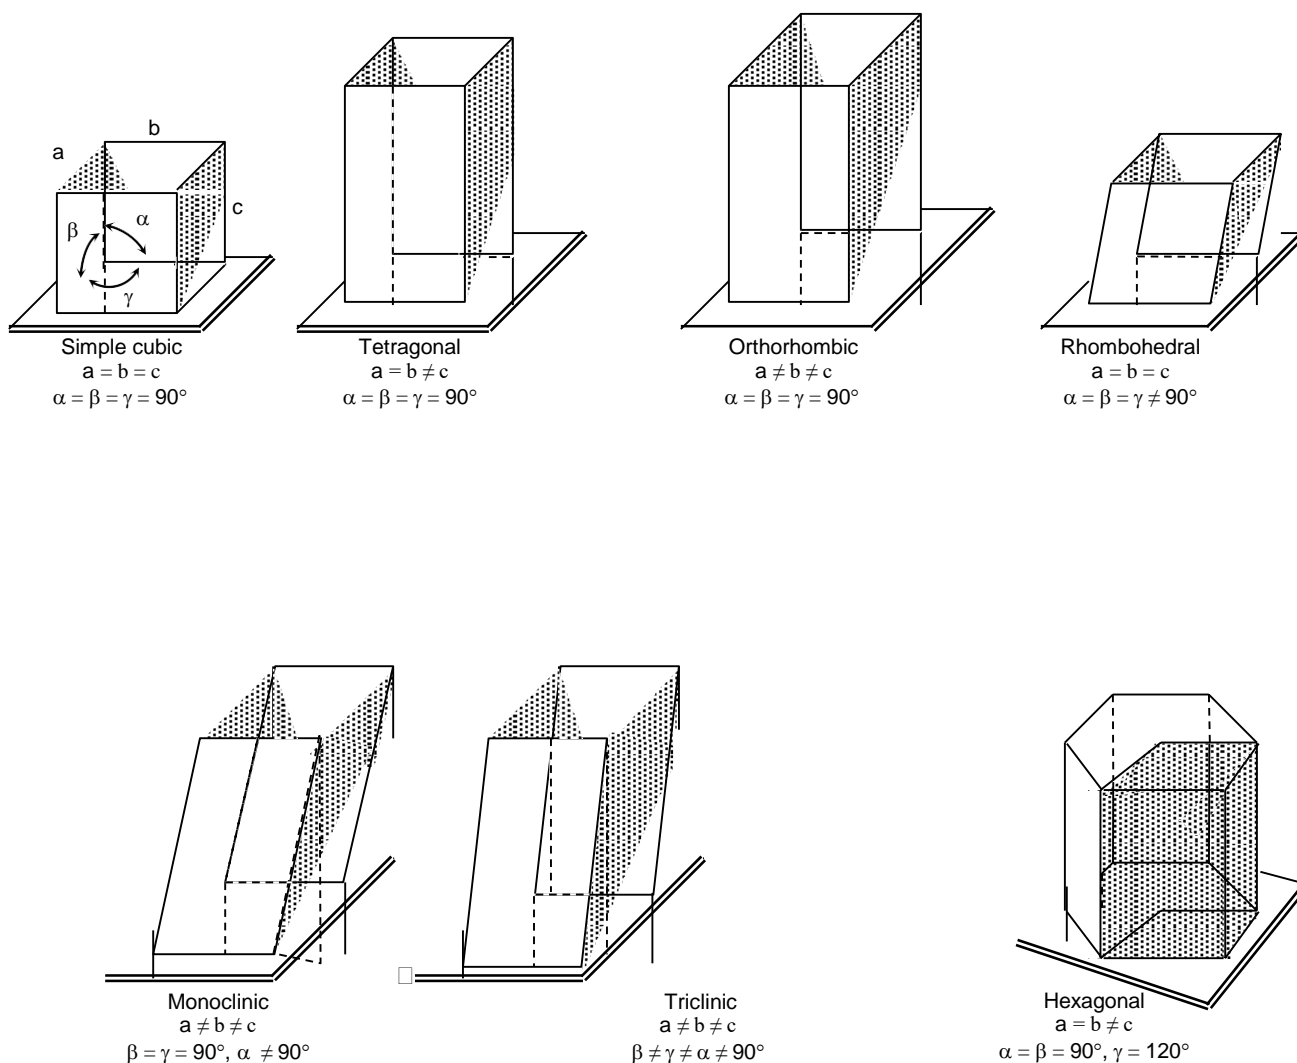 b
a
c
β
α
γ
Simple cubic
a = b = c
α = β = γ = 90°
Tetragonal
a = b ≠ c
α = β = γ = 90°
Orthorhombic
a ≠ b ≠ c
α = β = γ = 90°
Rhombohedral
a = b = c
α = β = γ ≠ 90°
Monoclinic
a ≠ b ≠ c
β = γ = 90°, α ≠ 90°
Triclinic
a ≠ b ≠ c
β ≠ γ ≠ α ≠ 90°
Hexagonal
a = b ≠ c
α = β = 90°, γ = 120°